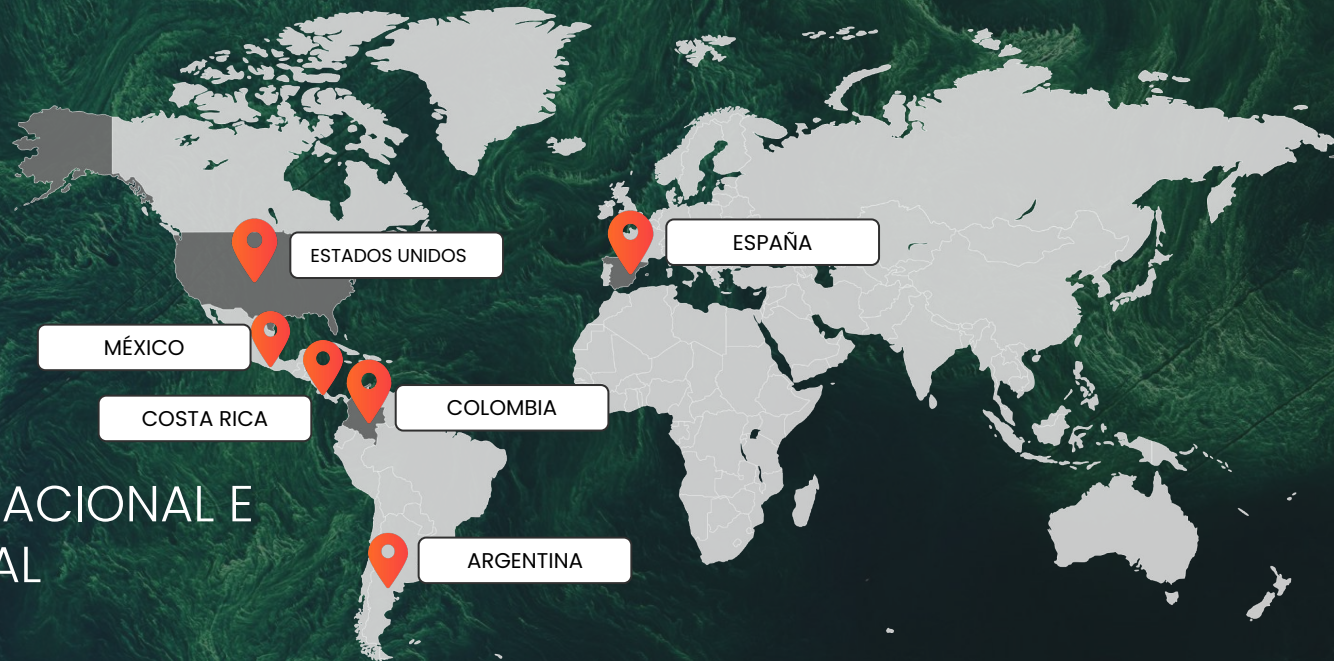 ESTADOS UNIDOS
ESPAÑA
MÉXICO
COSTA RICA
COLOMBIA
ACIONAL E
AL
ARGENTINA